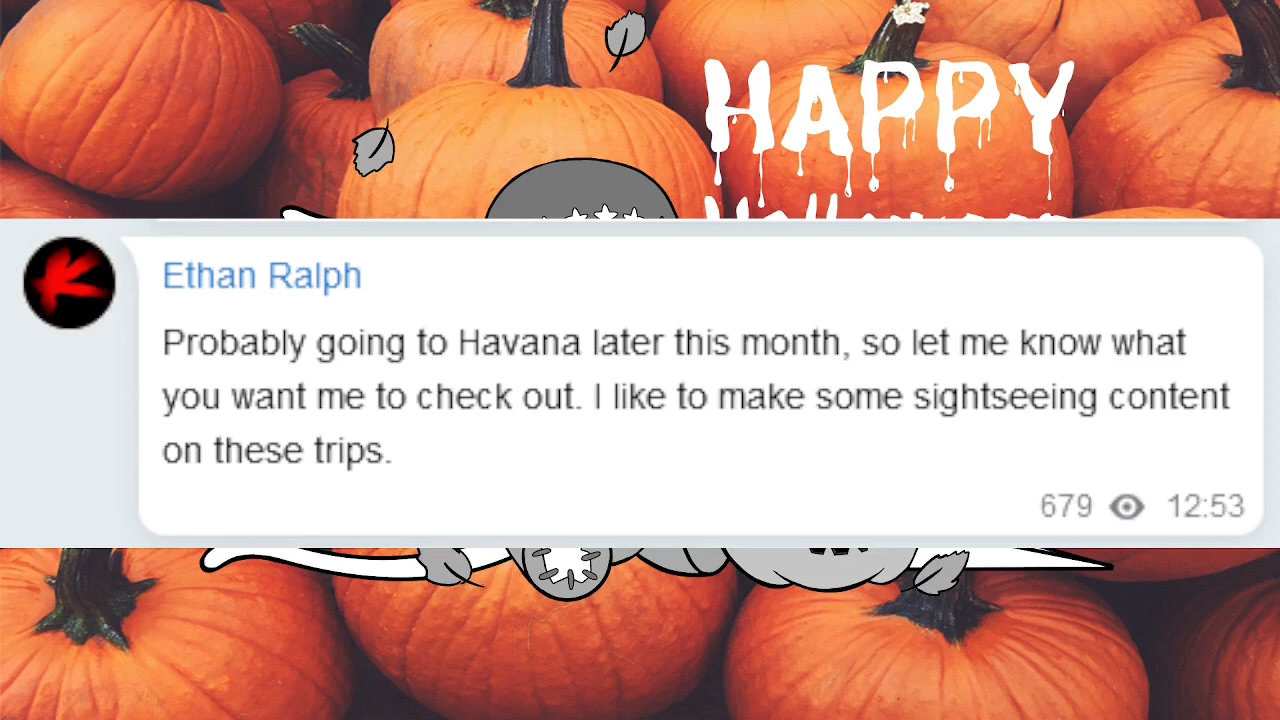 HAPPY
Halloween
Ethan Ralph
Probably going to Havana later this month, so let me know what
you want me to check out. I like to make some sightseeing content
on these trips.
679 12:53